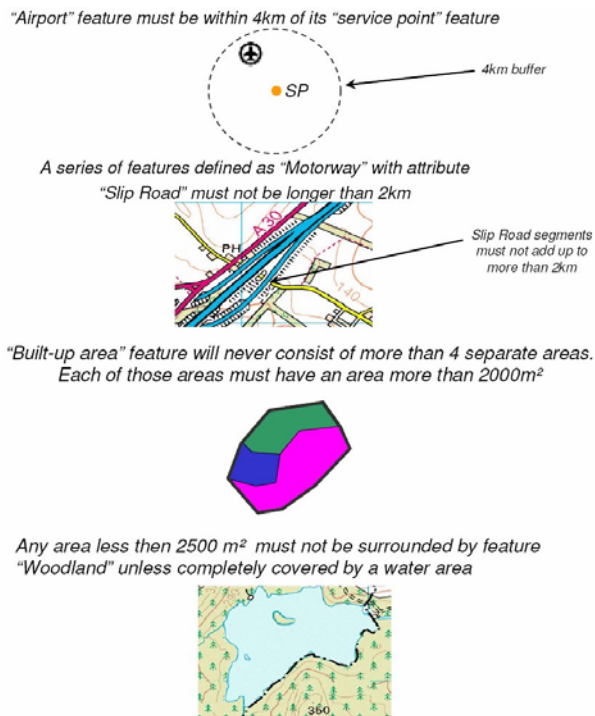 “Airport” feature must be within 4km of its “service point” feature
4km buffer
SP
A series of features defined as “Motorway” with attribute
“Slip Road” must not be longer than 2km
A30
PH
Slip Road segments
must not add up to
more than 2km
140
“Built-up area” feature will never consist of more than 4 separate areas.
Each of those areas must have an area more than 2000m²
Any area less then 2500 m² must not be surrounded by feature
“Woodland” unless completely covered by a water area
350